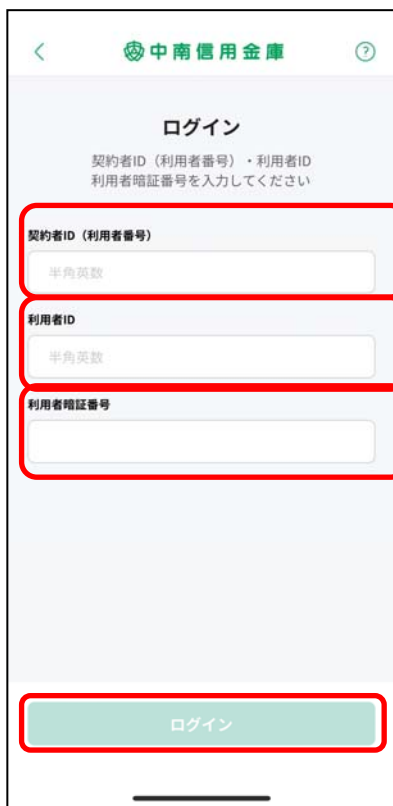 中南信用金庫
?
ログイン
契約者ID（利用者番号）・利用者ID
利用者暗証番号を入力してください
契約者ID（利用者番号）
半角英数
利用者ID
半角英数
利用者暗証番号
ログイン